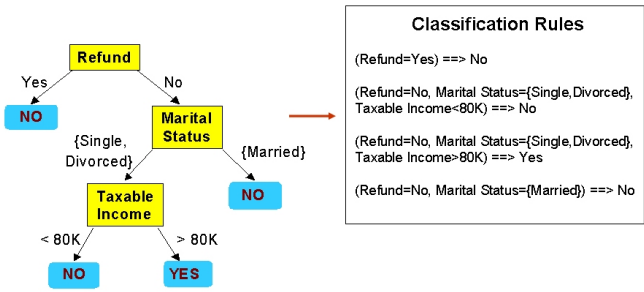 Refund
Yes
No
NO
Marital
Status
{Single,
Divorced}
{Married}
Taxable
Income
NO
< 80K
> 80K
NO
YES
Classification Rules
(Refund=Yes) ==> No
(Refund=No, Marital Status={Single,Divorced},
Taxable Income<80K) ==> No
(Refund=No, Marital Status={Single,Divorced},
Taxable Income>80K) ==> Yes
(Refund=No, Marital Status={Married}) ==> No